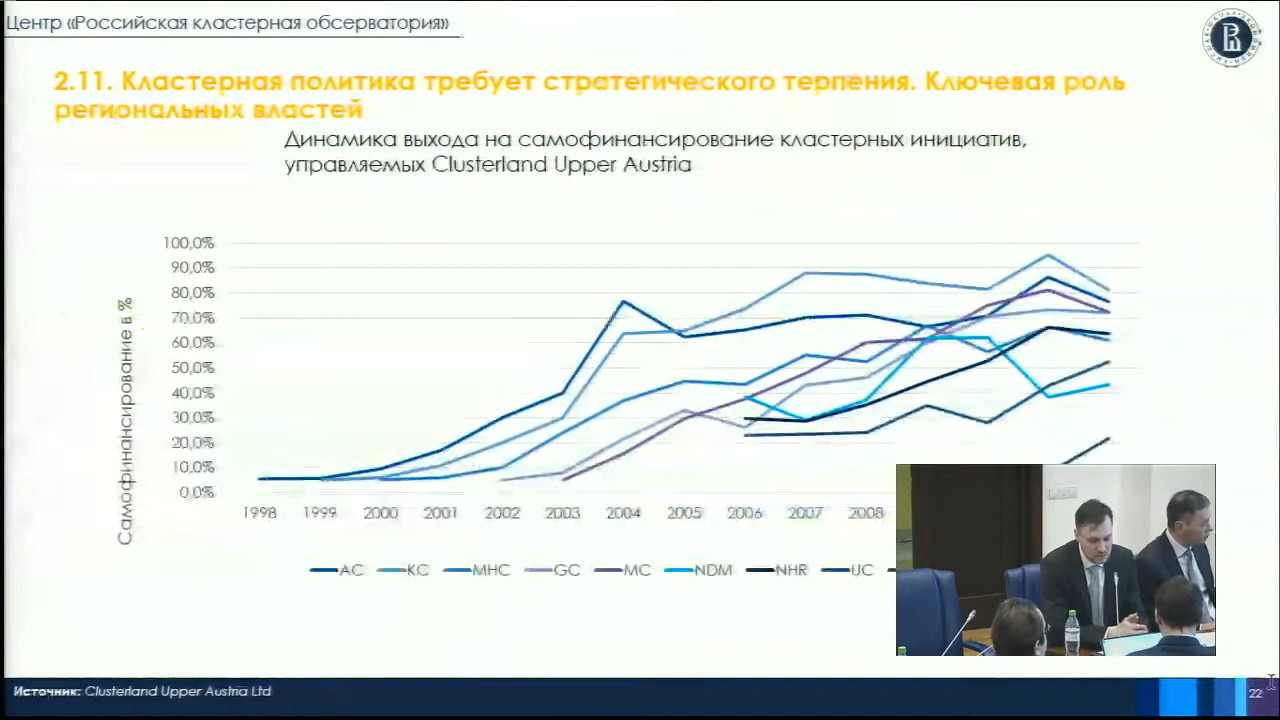 Центр «Российская кластерная обсерватория»
2.11. Кластерная политика требует стратегического терпения. Ключевая роль
региональных властей
Динамика выхода на самофинансирование кластерных инициатив,
управляемых Clusterland Upper Austria
Самофинансирование в %
100,0%
90,0%
80,0%
70,0%
60,0%
50,0%
40,0%
30,0%
20,0%
10,0%
0,0%
1998 1999 2000 2001 2002 2003 2004 2005 2006 2007 2008
AC KC MHC GC MC NDM NHR UC
Источник: Clusterland Upper Austria Ltd
22